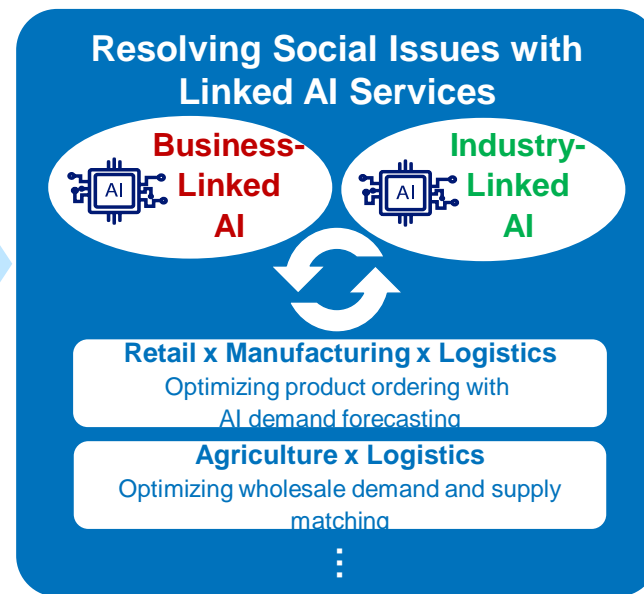 Resolving Social Issues with
Linked AI Services
Business-
Linked
AI
AI
Industry-
Linked
AI
AI
Retail x Manufacturing x Logistics
Optimizing product ordering with
AI demand forecasting
Agriculture x Logistics
Optimizing wholesale demand and supply
matching
⋮